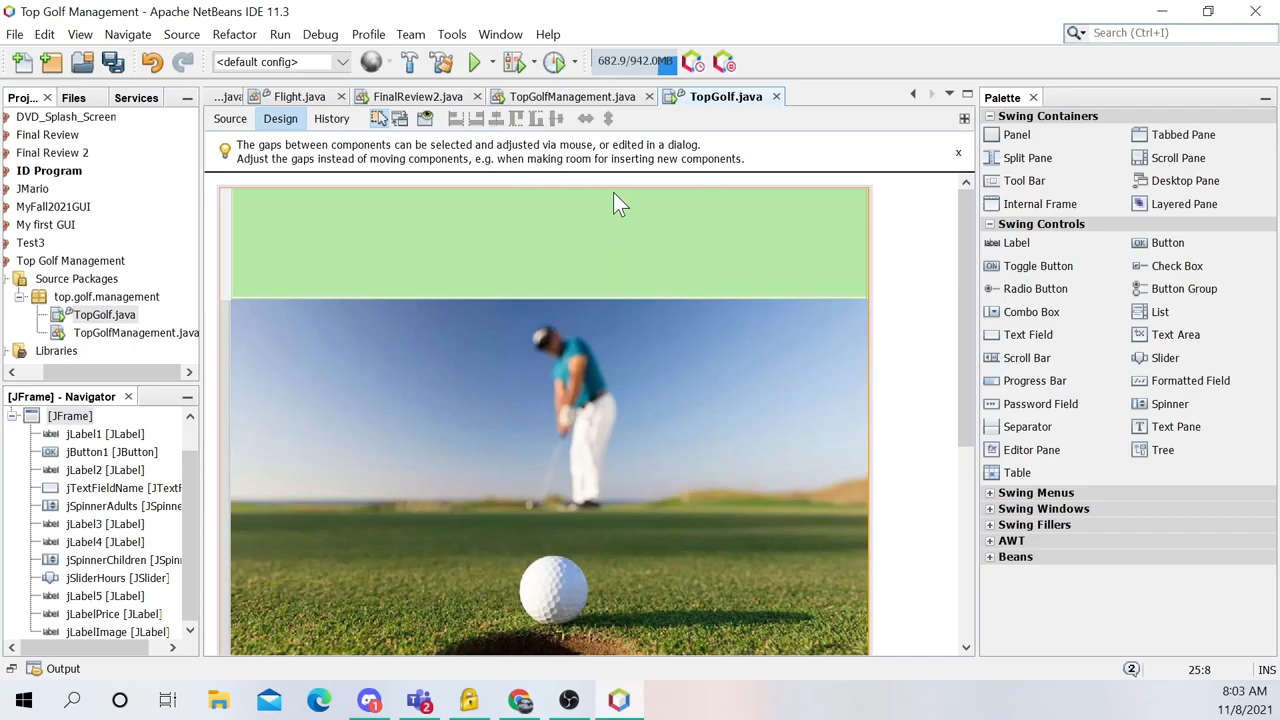 Top Golf Management - Apache NetBeans IDE 11.3
File Edit View Navigate Source Refactor Run Debug Profile Team Tools Window Help
Search (Ctrl+I)
<default config>
682.9/942.0MB
Proj... Files Services
DVD_Splash_Screen
Final Review
Final Review 2
ID Program
JMario
MyFall2021GUI
My first GUI
Test3
Top Golf Management
Source Packages
top.golf.management
TopGolf.java
TopGolfManagement.java
Libraries
[JFrame] - Navigator
[JFrame]
jLabel1 [JLabel]
jButton1 [JButton]
jLabel2 [JLabel]
jTextFieldName [JTextF
jSpinnerAdults [JSpinne
jLabel3 [JLabel]
jLabel4 [JLabel]
jSpinnerChildren [JSpin
jSliderHours [JSlider]
jLabel5 [JLabel]
jLabelPrice [JLabel]
jLabelImage [JLabel]
...java Flight.java FinalReview2.java TopGolfManagement.java TopGolf.java
Source Design History
The gaps between components can be selected and adjusted via mouse, or edited in a dialog.
Adjust the gaps instead of moving components, e.g. when making room for inserting new components.
x
Palette
Swing Containers
Panel Tabbed Pane
Split Pane Scroll Pane
Tool Bar Desktop Pane
Internal Frame Layered Pane
Swing Controls
label Label OK Button
ON Toggle Button Check Box
Radio Button Button Group
Combo Box List
Text Field Text Area
Scroll Bar Slider
Progress Bar Formatted Field
Password Field Spinner
Separator T Text Pane
Editor Pane Tree
Table
Swing Menus
Swing Windows
Swing Fillers
AWT
Beans
Output
2 25:8 INS
1 2
8:03 AM
11/8/2021